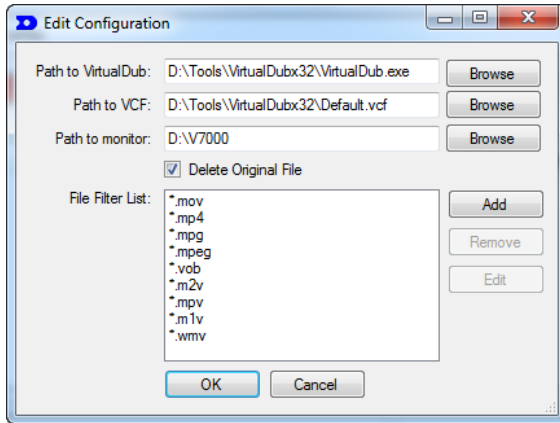 Edit Configuration
Path to VirtualDub: D:\Tools\VirtualDubx32\VirtualDub.exe Browse
Path to VCF: D:\Tools\VirtualDubx32\Default.vcf Browse
Path to monitor: D:\V7000 Browse
Delete Original File
File Filter List:
*.mov
*.mp4
*.mpg
*.mpeg
*.vob
*.m2v
*.mpv
*.m1v
*.wmv
Add
Remove
Edit
OK Cancel